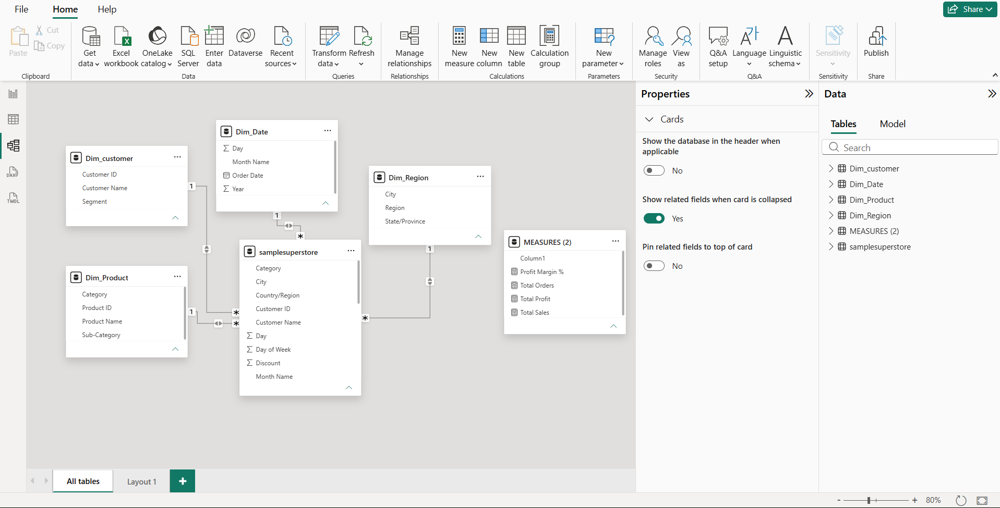 File Home Help
Share
Paste
Cut
Copy
Clipboard
Get data
Excel workbook
OneLake catalog
SQL Server
Enter data
Dataverse
Recent sources
Data
Transform data
Refresh
Queries
Manage relationships
Relationships
New measure
New column
New table
Calculation group
Calculations
New parameter
Parameters
Manage roles
View as
Security
Q&A setup
Language
Linguistic schema
Q&A
Sensitivity
Sensitivity
Publish
Share
DAX
TMDL
Dim_customer
Customer ID
Customer Name
Segment
1
Dim_Date
Day
Month Name
Order Date
Year
1
*
Dim_Region
City
Region
State/Province
1
*
Dim_Product
Category
Product ID
Product Name
Sub-Category
1
*
*
samplesuperstore
Category
City
Country/Region
Customer ID
Customer Name
Day
Day of Week
Discount
Month Name
MEASURES (2)
Column1
Profit Margin %
Total Orders
Total Profit
Total Sales
Properties
Cards
Show the database in the header when
applicable
No
Show related fields when card is collapsed
Yes
Pin related fields to top of card
No
Data
Tables Model
Search
Dim_customer
Dim_Date
Dim_Product
Dim_Region
MEASURES (2)
samplesuperstore
All tables
Layout 1
+
- + 80%